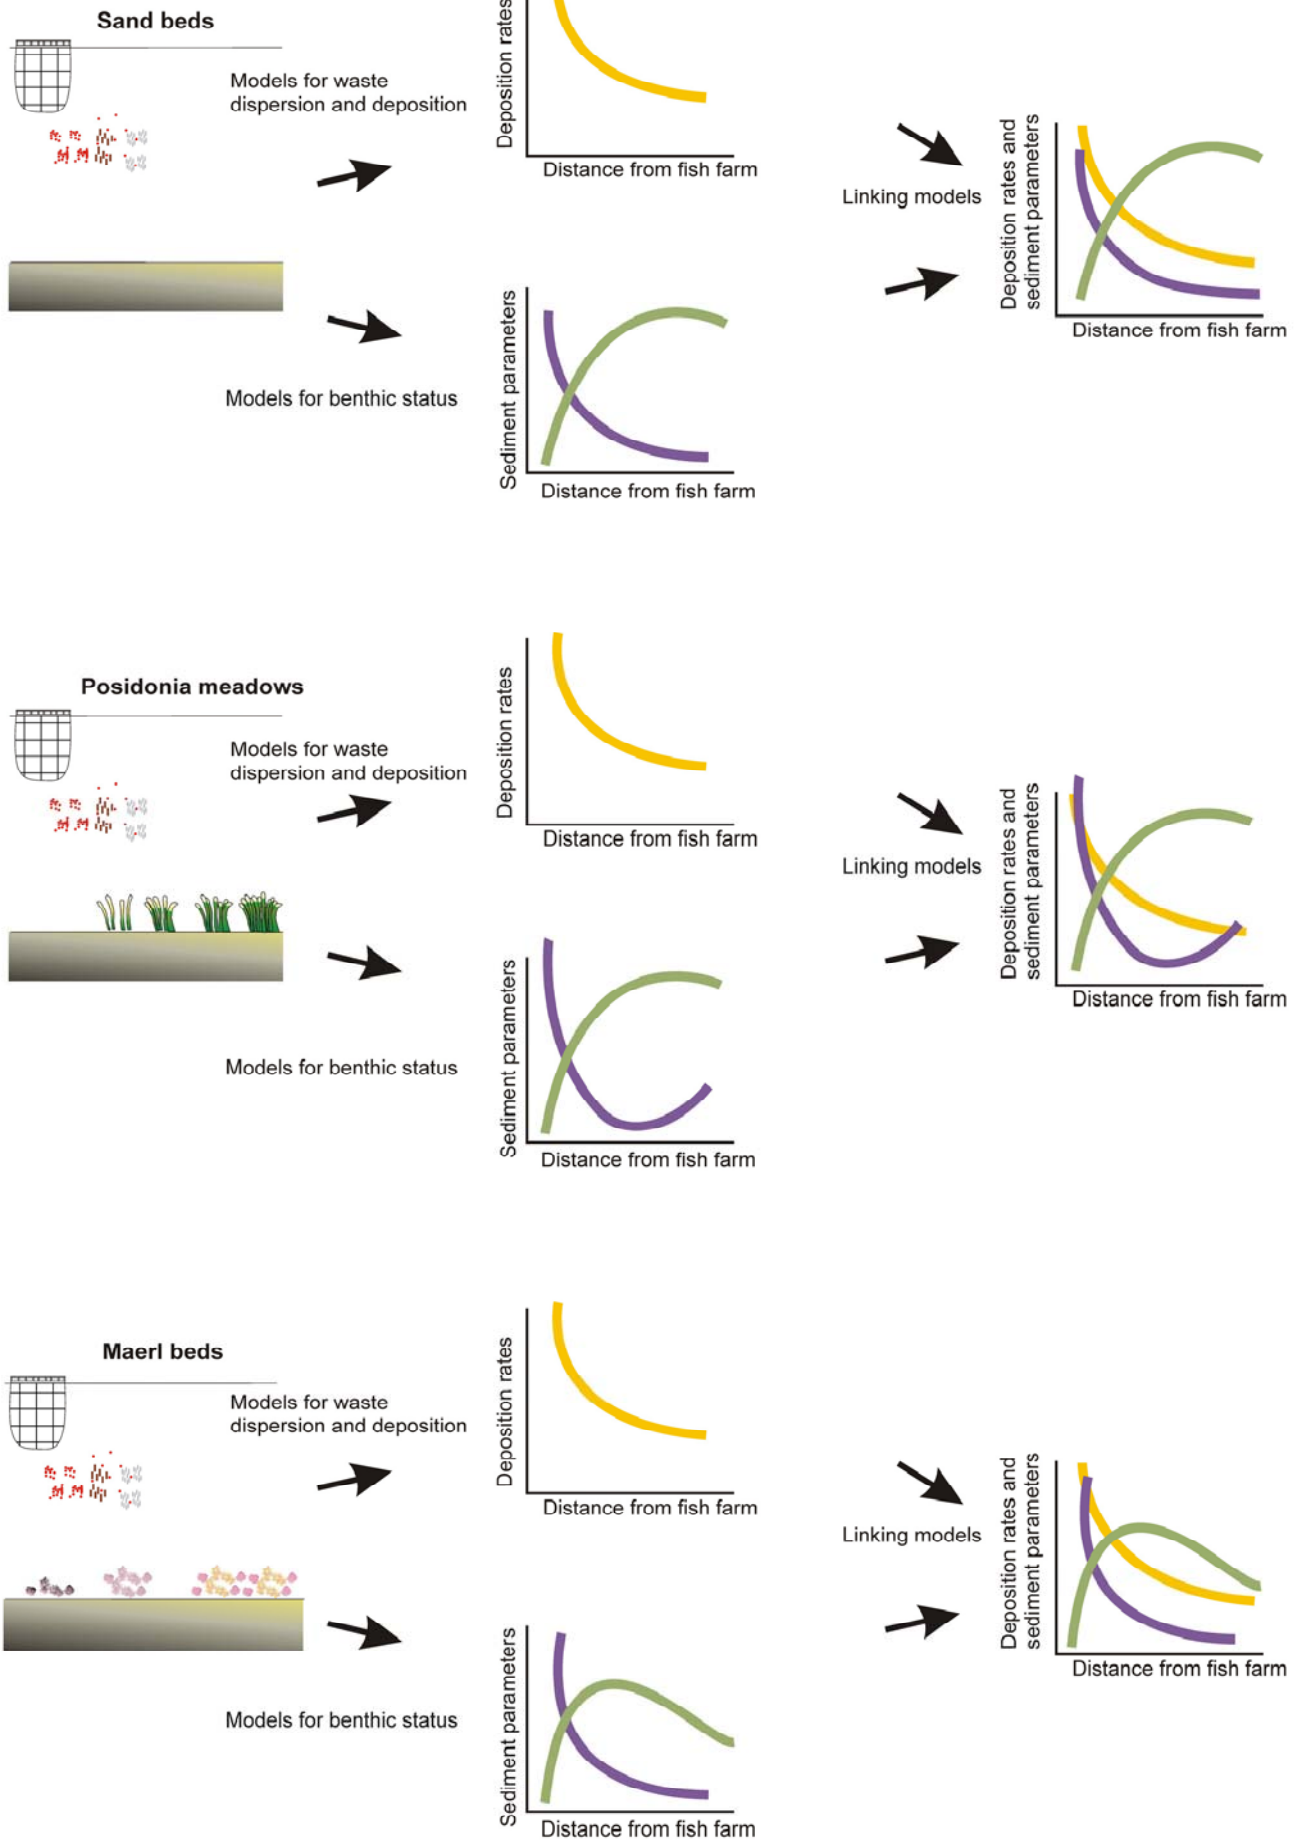 Sand beds
Models for waste
dispersion and deposition
Deposition rates
Distance from fish farm
Linking models
Deposition rates and
sediment parameters
Distance from fish farm
Models for benthic status
Sediment parameters
Distance from fish farm
Posidonia meadows
Models for waste
dispersion and deposition
Deposition rates
Distance from fish farm
Linking models
Deposition rates and
sediment parameters
Distance from fish farm
Models for benthic status
Sediment parameters
Distance from fish farm
Maerl beds
Models for waste
dispersion and deposition
Deposition rates
Distance from fish farm
Linking models
Deposition rates and
sediment parameters
Distance from fish farm
Models for benthic status
Sediment parameters
Distance from fish farm